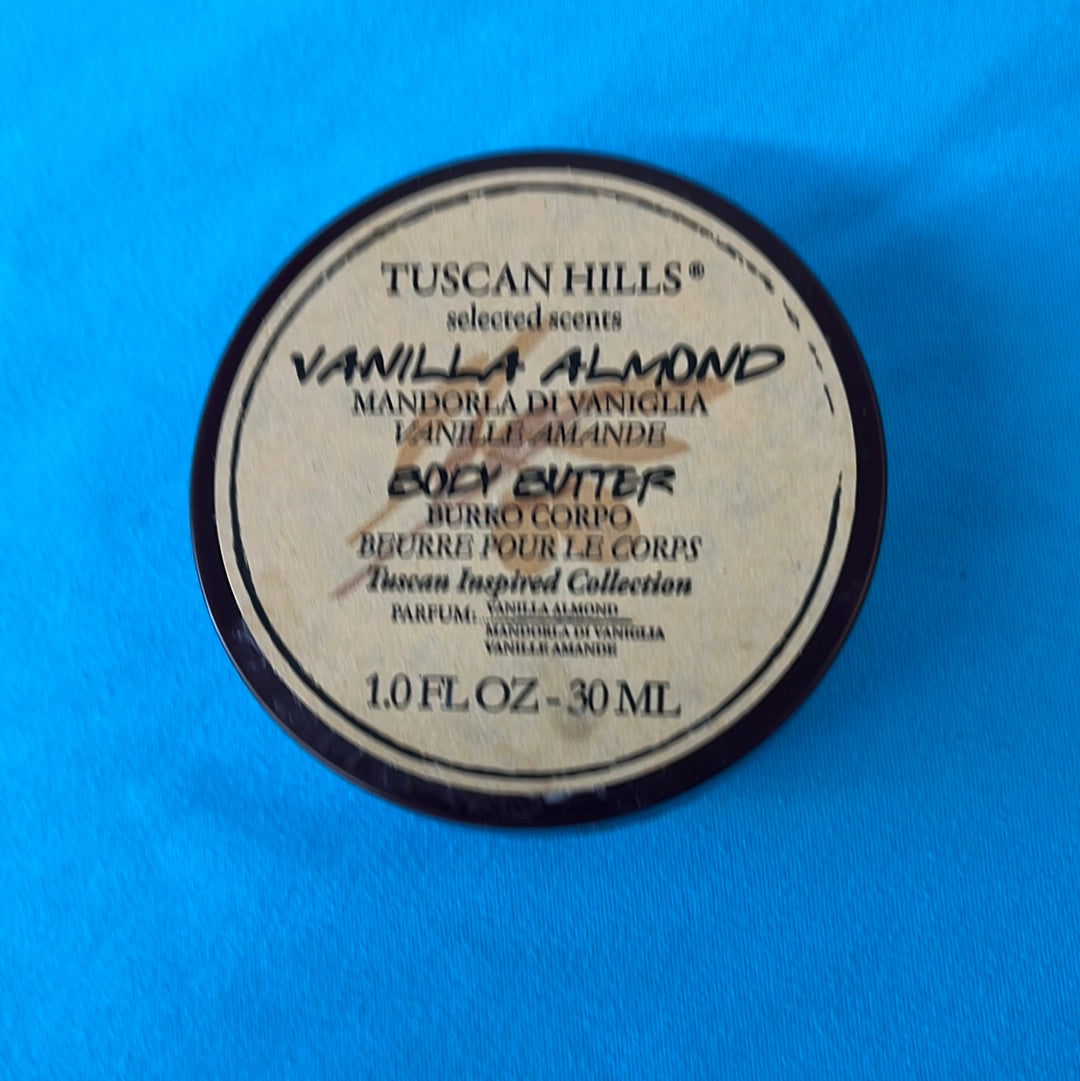 TUSCAN HILLS®
selected scents
VANILLA ALMOND
MANDORLA DI VANIGLIA
VANILLE AMANDE
BODY BUTTER
BURRO CORPO
BEURRE POUR LE CORPS
Tuscan Inspired Collection
PARFUM: VANILLA ALMOND
MANDORLA DI VANIGLIA
VANILLE AMANDE
1.0 FL OZ - 30 ML